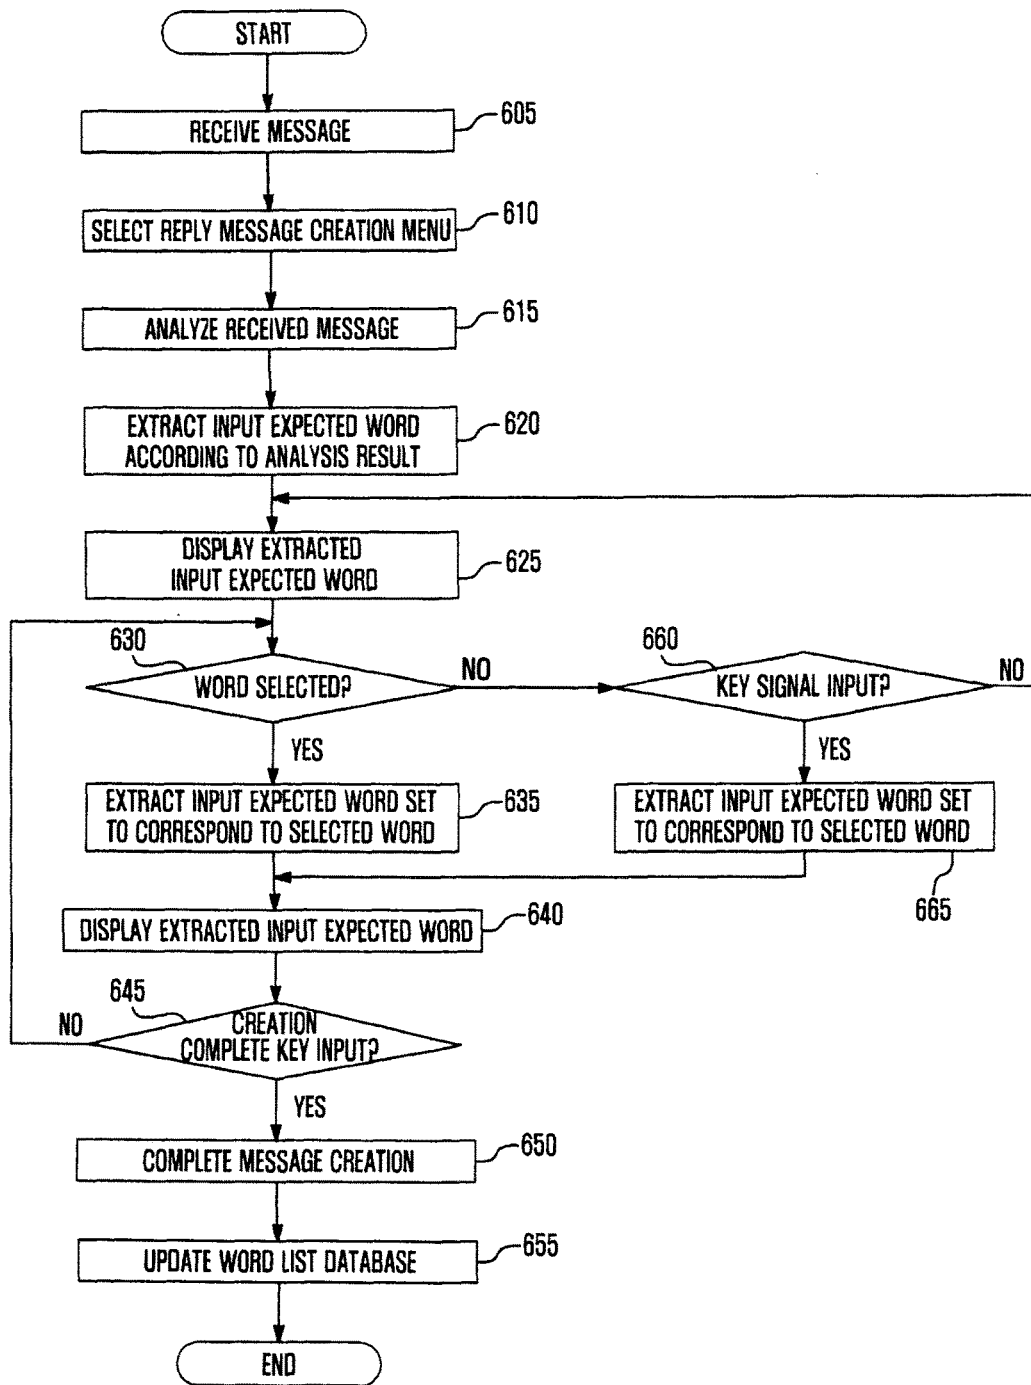 START
RECEIVE MESSAGE
605
SELECT REPLY MESSAGE CREATION MENU
610
ANALYZE RECEIVED MESSAGE
615
EXTRACT INPUT EXPECTED WORD
ACCORDING TO ANALYSIS RESULT
620
DISPLAY EXTRACTED
INPUT EXPECTED WORD
625
630
WORD SELECTED?
NO
660
KEY SIGNAL INPUT?
NO
YES
YES
EXTRACT INPUT EXPECTED WORD SET
TO CORRESPOND TO SELECTED WORD
635
EXTRACT INPUT EXPECTED WORD SET
TO CORRESPOND TO SELECTED WORD
665
DISPLAY EXTRACTED INPUT EXPECTED WORD
640
645
NO
CREATION
COMPLETE KEY INPUT?
YES
COMPLETE MESSAGE CREATION
650
UPDATE WORD LIST DATABASE
655
END